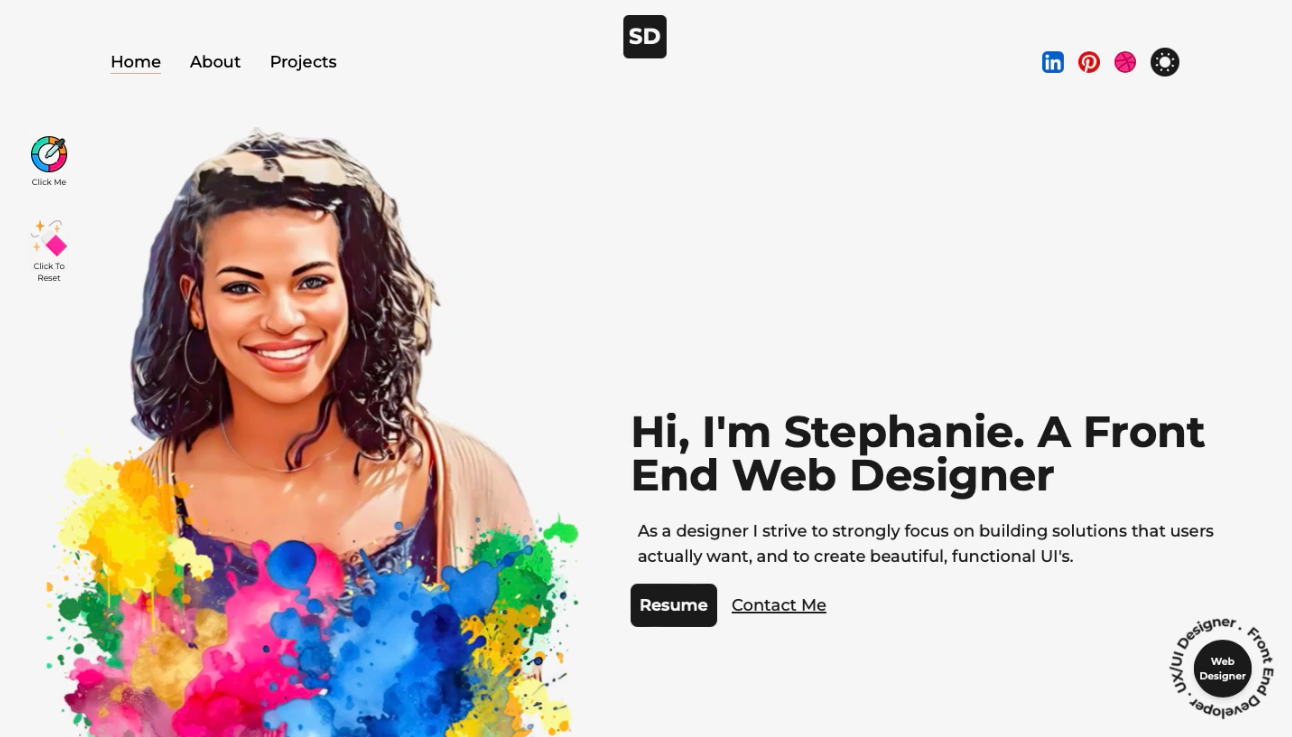 SD
Home
About
Projects
in
Click Me
Click To
Reset
Hi, I'm Stephanie. A Front
End Web Designer
As a designer I strive to strongly focus on building solutions that users
actually want, and to create beautiful, functional UI's.
Resume
Contact Me
UX/UI Designer . Front End Developer .
Web
Designer